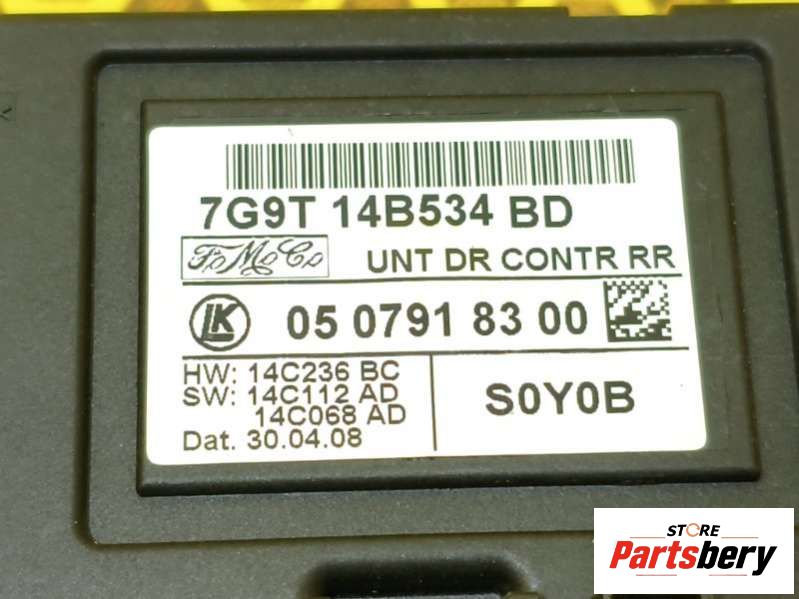 7G9T 14B534 BD
FoMoCo
UNT DR CONTR RR
LK
05 0791 83 00
HW: 14C236 BC
SW: 14C112 AD
14C068 AD
Dat. 30.04.08
S0Y0B
STORE
Partsbery